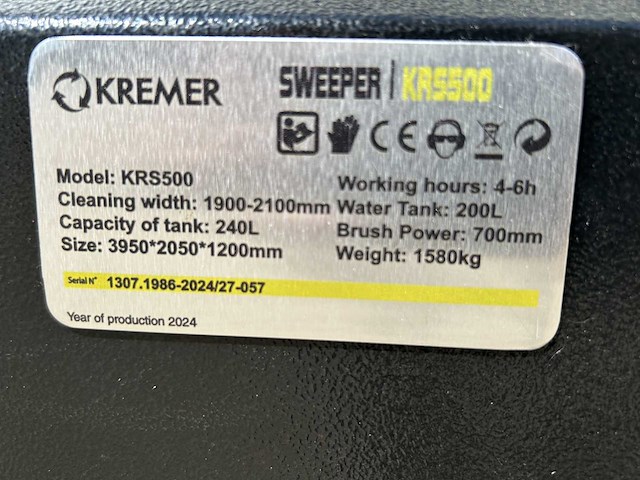 KREMER
SWEEPER | KRS500
CE
Model: KRS500
Cleaning width: 1900-2100mm
Capacity of tank: 240L
Size: 3950*2050*1200mm
Working hours: 4-6h
Water Tank: 200L
Brush Power: 700mm
Weight: 1580kg
Serial N° 1307.1986-2024/27-057
Year of production 2024